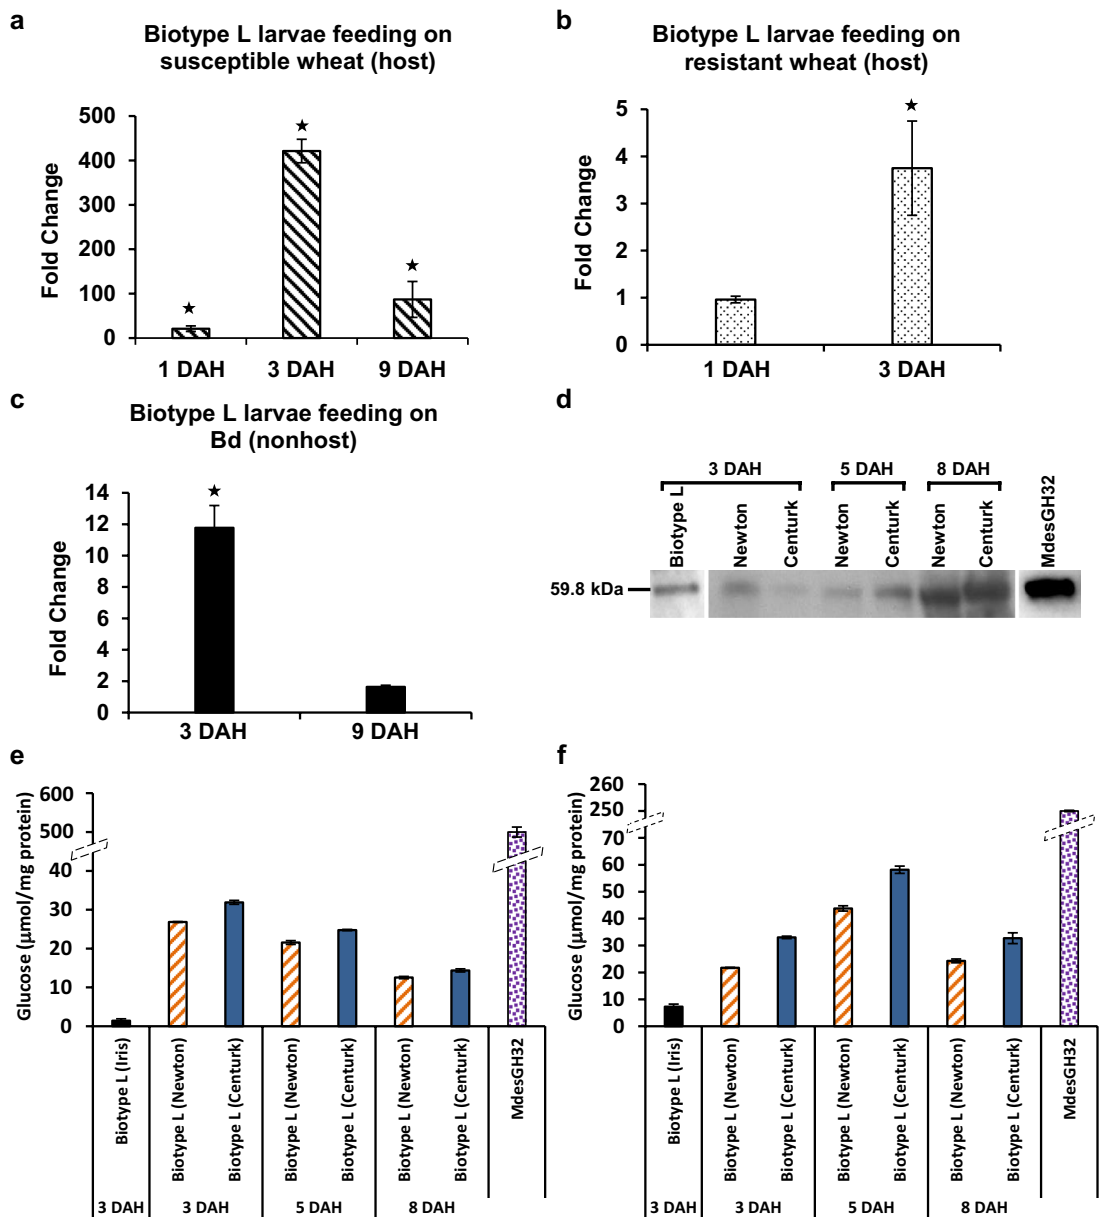 a
Biotype L larvae feeding on
susceptible wheat (host)
Fold Change
500
400
300
200
100
0
1 DAH 3 DAH 9 DAH
b
Biotype L larvae feeding on
resistant wheat (host)
Fold Change
5
4
3
2
1
0
1 DAH 3 DAH
c
Biotype L larvae feeding on
Bd (nonhost)
Fold Change
14
12
10
8
6
4
2
0
3 DAH 9 DAH
d
3 DAH 5 DAH 8 DAH
Biotype L
Newton
Centurk
Newton
Centurk
Newton
Centurk
MdesGH32
59.8 kDa
e
Glucose (µmol/mg protein)
600
500
40
30
20
10
0
Biotype L (Iris)
Biotype L (Newton)
Biotype L (Centurk)
Biotype L (Newton)
Biotype L (Centurk)
Biotype L (Newton)
Biotype L (Centurk)
MdesGH32
3 DAH 3 DAH 5 DAH 8 DAH
f
Glucose (µmol/mg protein)
260
250
70
60
50
40
30
20
10
0
Biotype L (Iris)
Biotype L (Newton)
Biotype L (Centurk)
Biotype L (Newton)
Biotype L (Centurk)
Biotype L (Newton)
Biotype L (Centurk)
MdesGH32
3 DAH 3 DAH 5 DAH 8 DAH